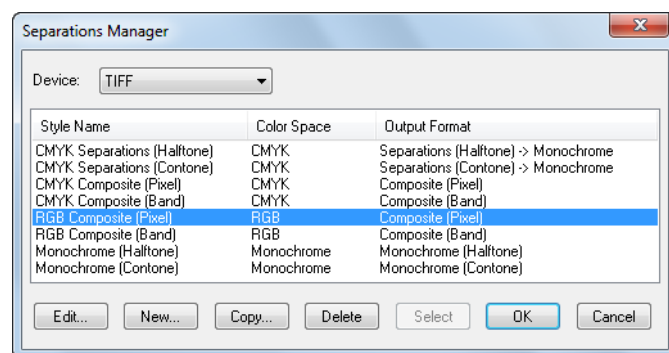 Separations Manager
Device: TIFF
Style Name Color Space Output Format
CMYK Separations (Halftone) CMYK Separations (Halftone) -> Monochrome
CMYK Separations (Contone) CMYK Separations (Contone) -> Monochrome
CMYK Composite (Pixel) CMYK Composite (Pixel)
CMYK Composite (Band) CMYK Composite (Band)
RGB Composite (Pixel) RGB Composite (Pixel)
RGB Composite (Band) RGB Composite (Band)
Monochrome (Halftone) Monochrome Monochrome (Halftone)
Monochrome (Contone) Monochrome Monochrome (Contone)
Edit... New... Copy... Delete Select OK Cancel